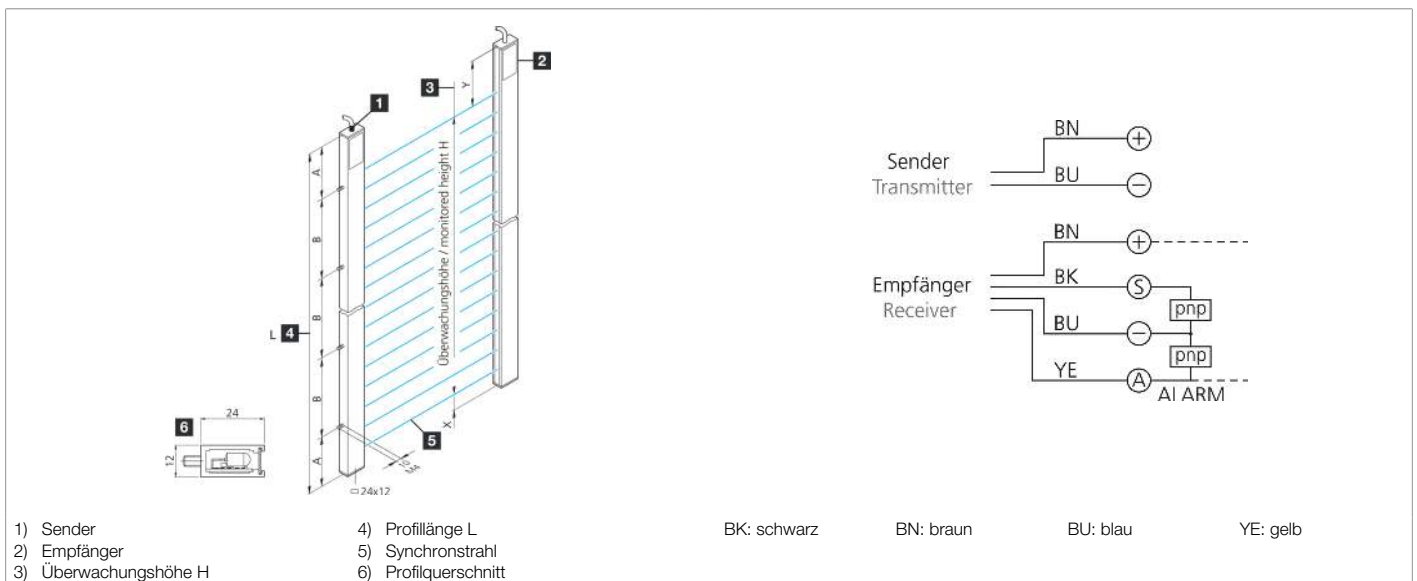 1
2
3
Y
A
B
B
B
A
L 4
Überwachungshöhe / monitored height H
X
5
10
M4
24x12
6
24
12
Sender
Transmitter
BN
+
BU
−
Empfänger
Receiver
BN
+
BK
S
pnp
BU
−
pnp
YE
A
ALARM
1) Sender
2) Empfänger
3) Überwachungshöhe H
4) Profillänge L
5) Synchronstrahl
6) Profilquerschnitt
BK: schwarz BN: braun BU: blau YE: gelb